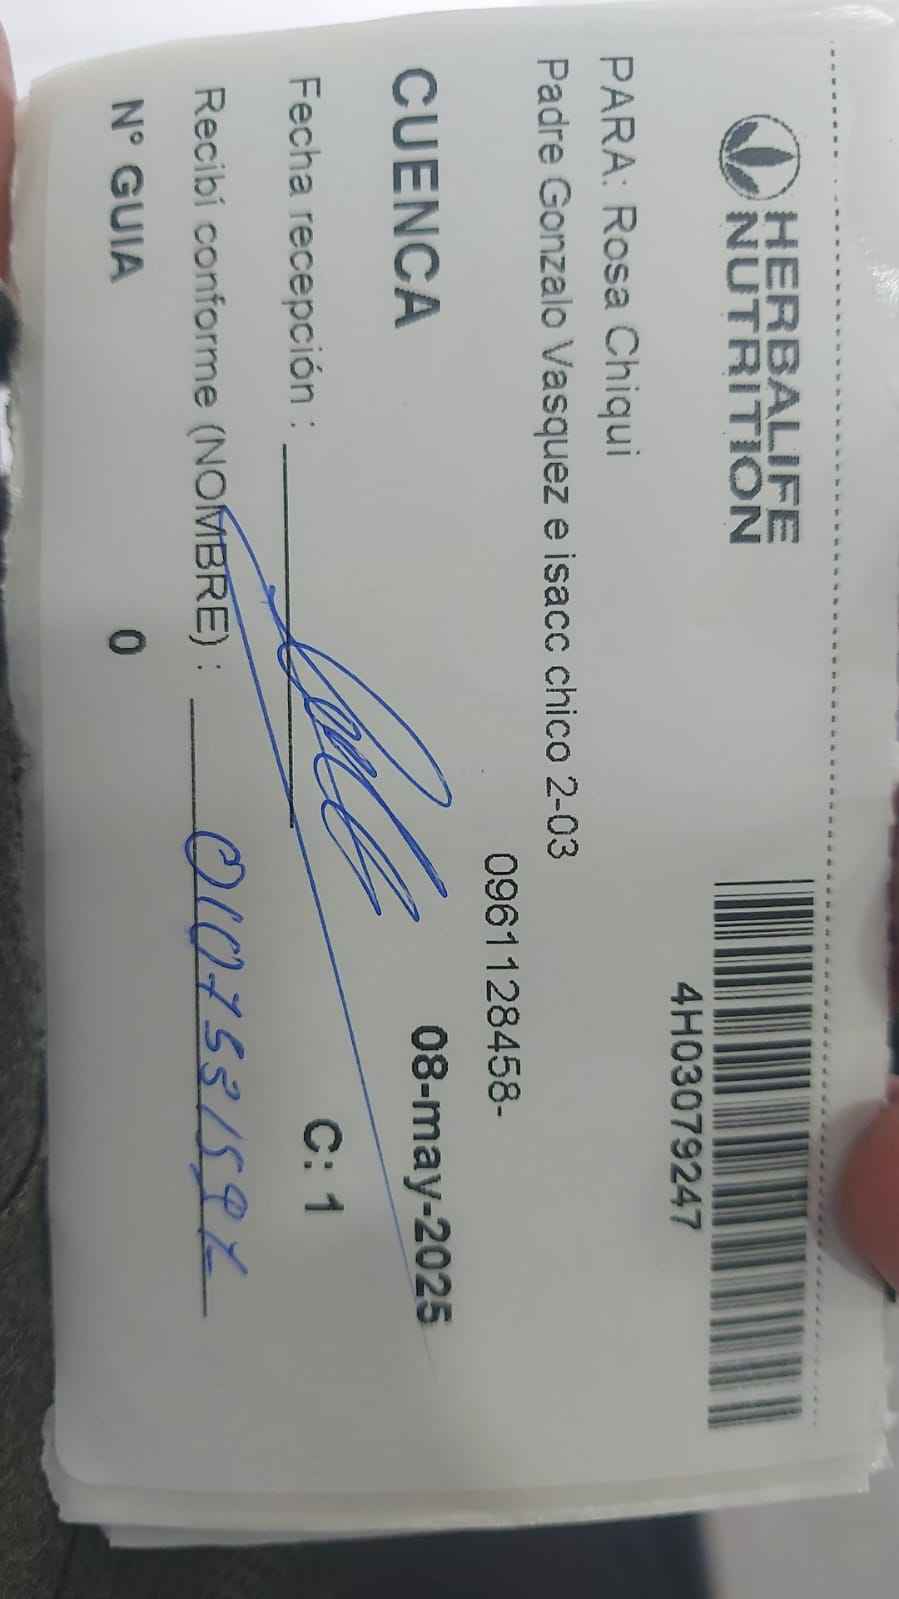 HERBALIFE
NUTRITION
4H03079247
PARA: Rosa Chiqui
Padre Gonzalo Vasquez e isacc chico 2-03
0961128458-
CUENCA
08-may-2025
Fecha recepción :
C: 1
Recibí conforme (NOMBRE) :
N° GUIA
0